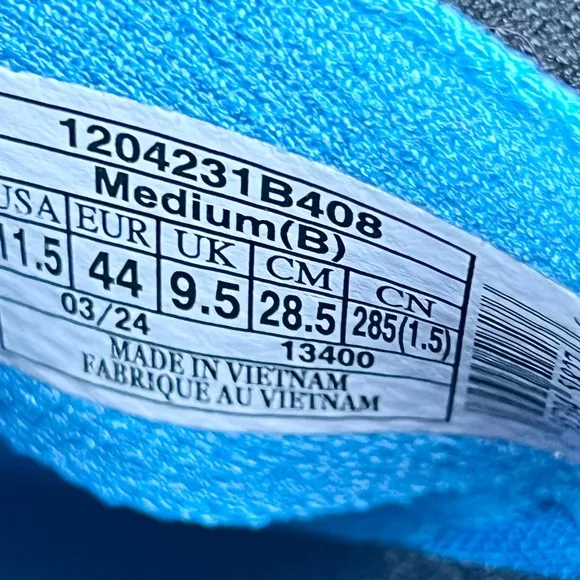 1204231B408
Medium(B)
USA EUR UK CM CN
11.5 44 9.5 28.5 285(1.5)
03/24 13400
MADE IN VIETNAM
FABRIQUE AU VIETNAM